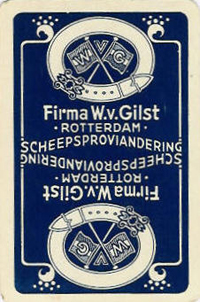 W V G
Firma W.v. Gilst
· ROTTERDAM ·
SCHEEPSPROVIANDERING
SCHEEPSPROVIANDERING
· ROTTERDAM ·
Firma W.v. Gilst
W V G